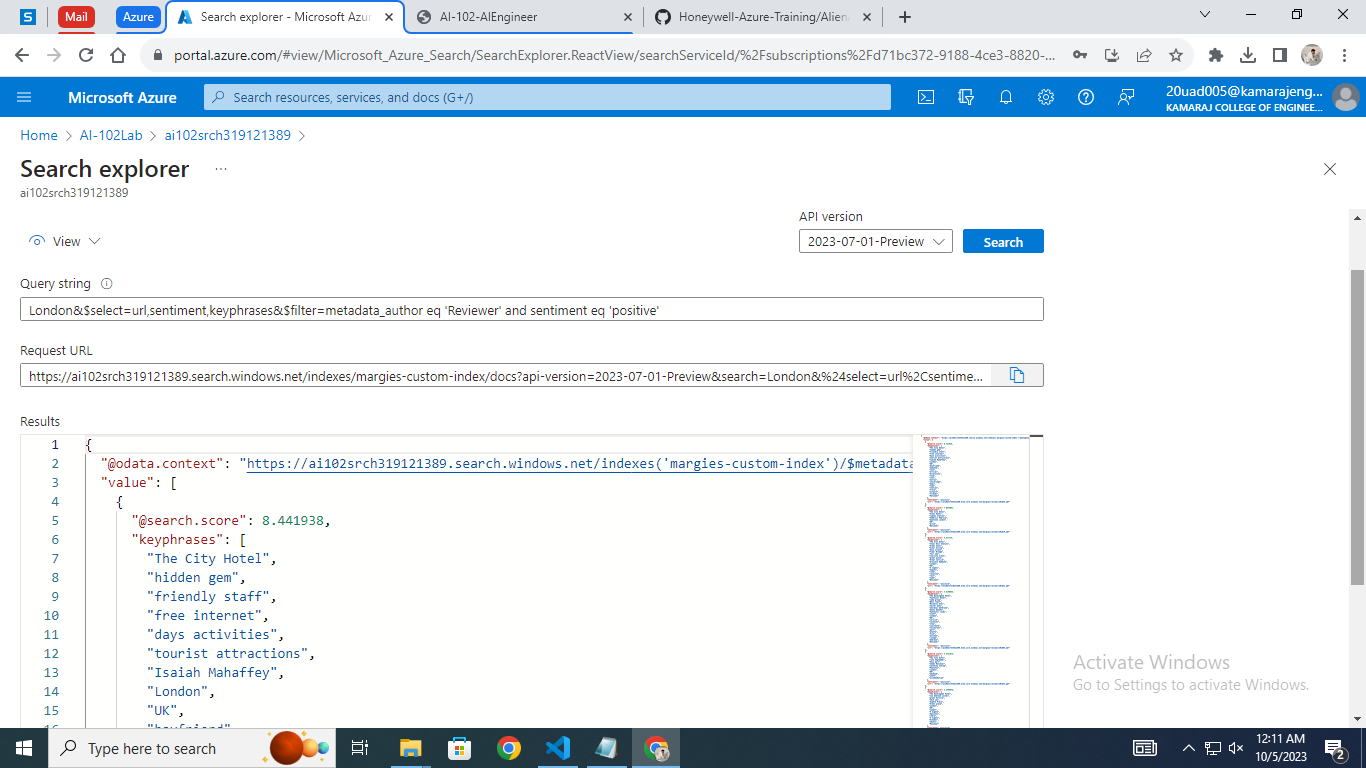 S Mail Azure Search explorer - Microsoft Azur AI-102-AIEngineer Honeywell-Azure-Training/Alien
portal.azure.com/#view/Microsoft_Azure_Search/SearchExplorer.ReactView/searchServiceId/%2Fsubscriptions%2Fd71bc372-9188-4ce3-8820-...
Microsoft Azure Search resources, services, and docs (G+/) 20uad005@kamarajeng...
KAMARAJ COLLEGE OF ENGINEE...
Home > AI-102Lab > ai102srch319121389 >
Search explorer ...
ai102srch319121389
API version
View 2023-07-01-Preview Search
Query string
London&$select=url,sentiment,keyphrases&$filter=metadata_author eq 'Reviewer' and sentiment eq 'positive'
Request URL
https://ai102srch319121389.search.windows.net/indexes/margies-custom-index/docs?api-version=2023-07-01-Preview&search=London&%24select=url%2Csentime...
Results
1 {
2 "@odata.context": "https://ai102srch319121389.search.windows.net/indexes('margies-custom-index')/$metadata
3 "value": [
4 {
5 "@search.score": 8.441938,
6 "keyphrases": [
7 "The City Hotel",
8 "hidden gem",
9 "friendly staff",
10 "free internet",
11 "days activities",
12 "tourist attractions",
13 "Isaiah Mahaffey",
14 "London",
15 "UK",
16 "boyfriend"
Activate Windows
Go to Settings to activate Windows.
Type here to search
12:11 AM
10/5/2023
2